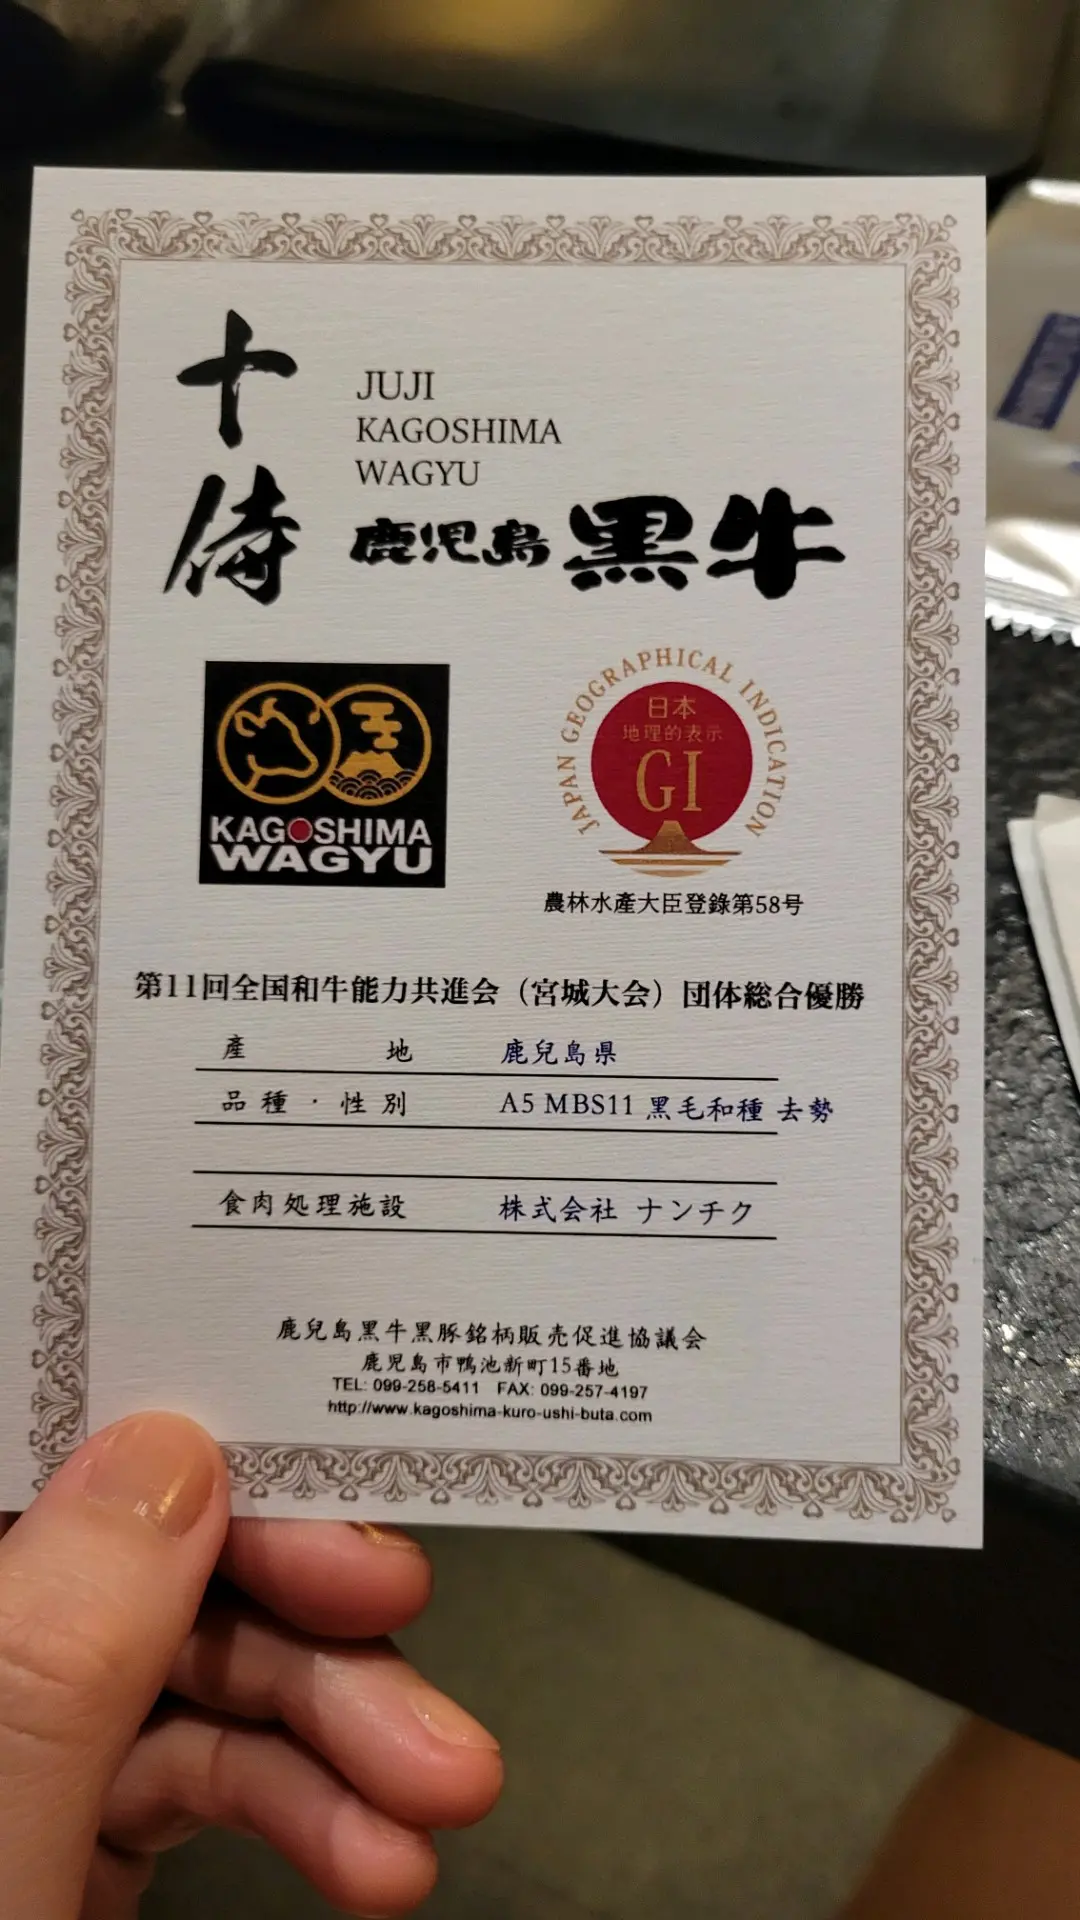 十侍
JUJI
KAGOSHIMA
WAGYU
鹿児島黒牛
KAGOSHIMA
WAGYU
JAPAN GEOGRAPHICAL INDICATION
日本
地理的表示
GI
農林水產大臣登錄第58号
第11回全国和牛能力共進会（宮城大会）団体総合優勝
產地 鹿兒島県
品種・性別 A5 MBS11 黒毛和種 去勢
食肉処理施設 株式会社 ナンチク
鹿兒島黒牛黒豚銘柄販売促進協議会
鹿児島市鴨池新町15番地
TEL: 099-258-5411 FAX: 099-257-4197
http://www.kagoshima-kuro-ushi-buta.com